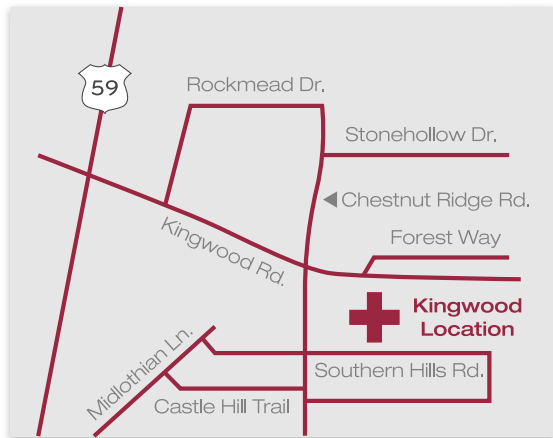 59
Rockmead Dr.
Stonehollow Dr.
Chestnut Ridge Rd.
Forest Way
Kingwood Rd.
Kingwood
Location
Midlothian Ln.
Southern Hills Rd.
Castle Hill Trail